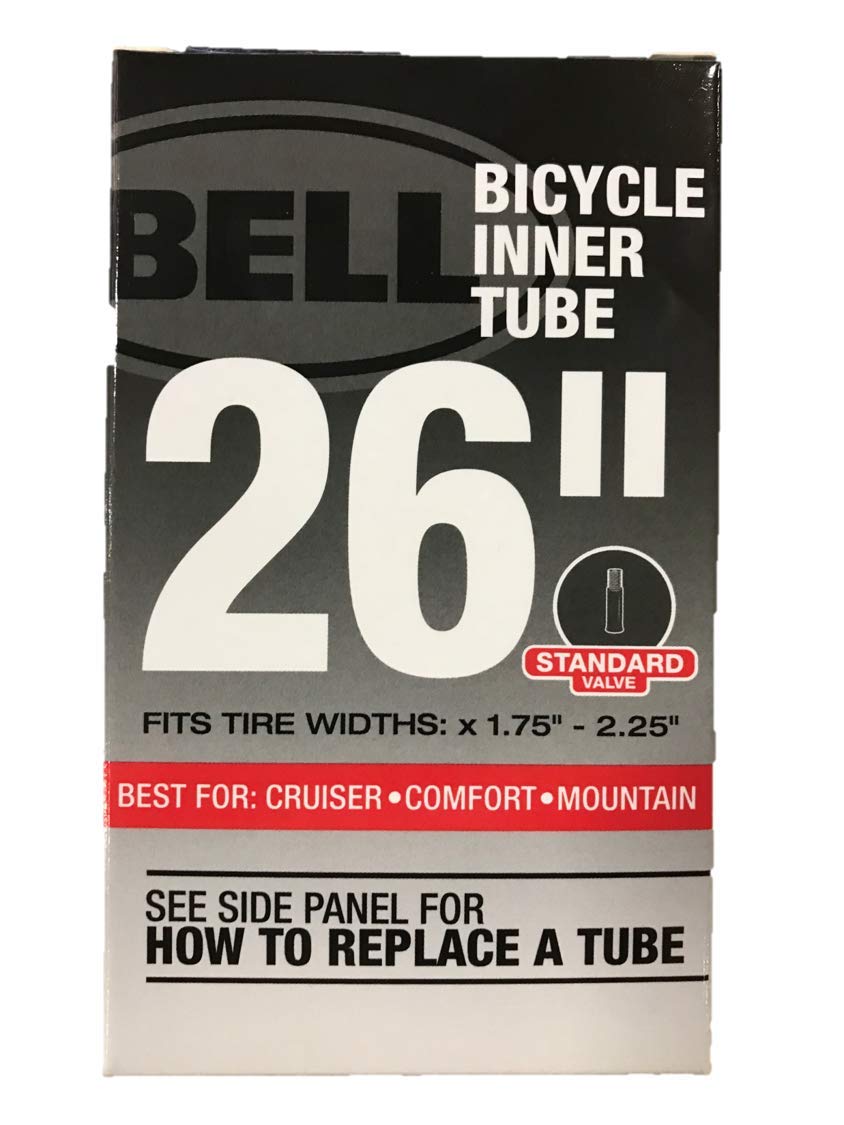 BELL
BICYCLE
INNER
TUBE
26"
STANDARD
VALVE
FITS TIRE WIDTHS: x 1.75" - 2.25"
BEST FOR: CRUISER • COMFORT • MOUNTAIN
SEE SIDE PANEL FOR
HOW TO REPLACE A TUBE